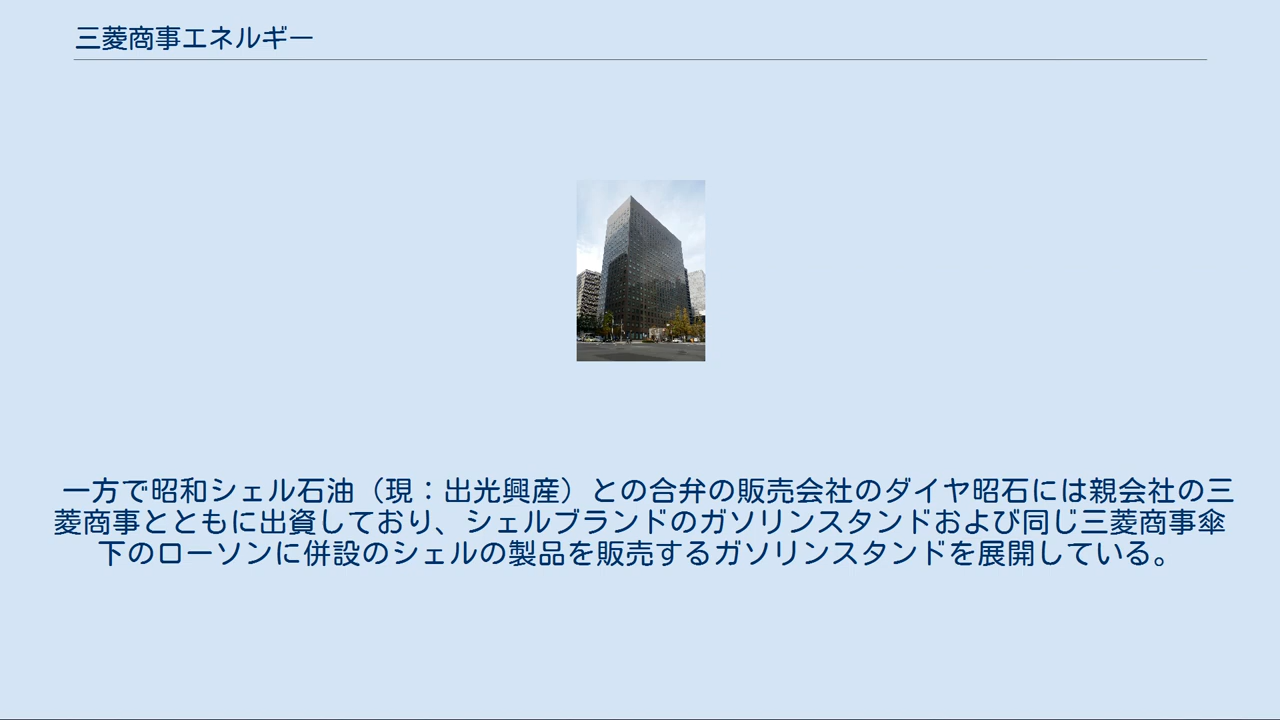 三菱商事エネルギー
一方で昭和シェル石油（現：出光興産）との合弁の販売会社のダイヤ昭石には親会社の三
菱商事とともに出資しており、シェルブランドのガソリンスタンドおよび同じ三菱商事傘
下のローソンに併設のシェルの製品を販売するガソリンスタンドを展開している。